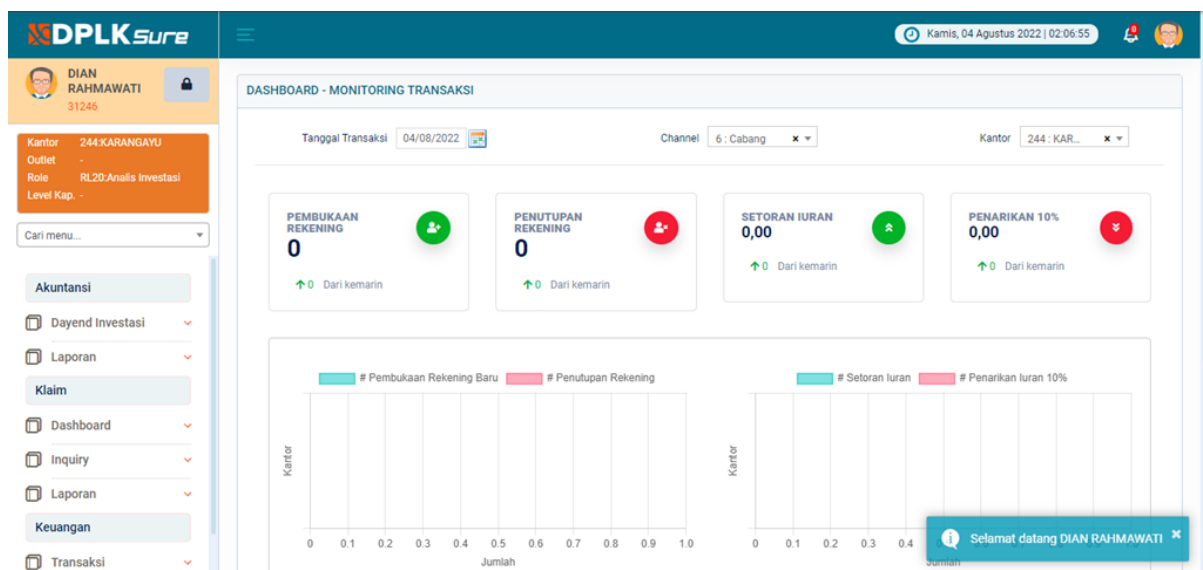 DPLKSure
Kamis, 04 Agustus 2022 | 02:06:55
DIAN
RAHMAWATI
31246
Kantor 244:KARANGAYU
Outlet -
Role RL20:Analis Investasi
Level Kap. -
Cari menu...
Akuntansi
Dayend Investasi
Laporan
Klaim
Dashboard
Inquiry
Laporan
Keuangan
Transaksi
DASHBOARD - MONITORING TRANSAKSI
Tanggal Transaksi 04/08/2022 Channel 6 : Cabang Kantor 244 : KAR...
PEMBUKAAN
REKENING
0
0 Dari kemarin
PENUTUPAN
REKENING
0
0 Dari kemarin
SETORAN IURAN
0,00
0 Dari kemarin
PENARIKAN 10%
0,00
0 Dari kemarin
# Pembukaan Rekening Baru # Penutupan Rekening
Kantor
0 0.1 0.2 0.3 0.4 0.5 0.6 0.7 0.8 0.9 1.0
Jumlah
# Setoran Iuran # Penarikan Iuran 10%
Kantor
0 0.1 0.2 0.3 0.4
Jumlah
Selamat datang DIAN RAHMAWATI